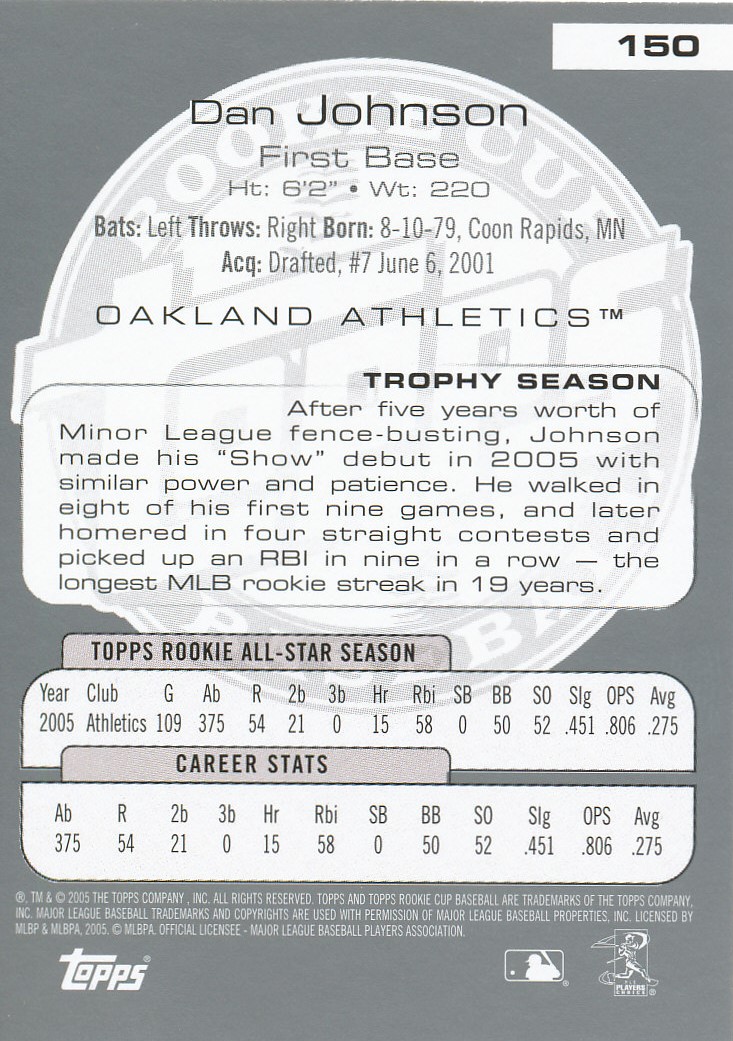 150
Dan Johnson
First Base
Ht: 6'2" • Wt: 220
Bats: Left Throws: Right Born: 8-10-79, Coon Rapids, MN
Acq: Drafted, #7 June 6, 2001
OAKLAND ATHLETICS™
TROPHY SEASON
After five years worth of
Minor League fence-busting, Johnson
made his "Show" debut in 2005 with
similar power and patience. He walked in
eight of his first nine games, and later
homered in four straight contests and
picked up an RBI in nine in a row — the
longest MLB rookie streak in 19 years.
TOPPS ROOKIE ALL-STAR SEASON
Year Club G Ab R 2b 3b Hr Rbi SB BB SO Slg OPS Avg
2005 Athletics 109 375 54 21 0 15 58 0 50 52 .451 .806 .275
CAREER STATS
Ab R 2b 3b Hr Rbi SB BB SO Slg OPS Avg
375 54 21 0 15 58 0 50 52 .451 .806 .275
®, TM & © 2005 THE TOPPS COMPANY , INC. ALL RIGHTS RESERVED. TOPPS AND TOPPS ROOKIE CUP BASEBALL ARE TRADEMARKS OF THE TOPPS COMPANY,
INC. MAJOR LEAGUE BASEBALL TRADEMARKS AND COPYRIGHTS ARE USED WITH PERMISSION OF MAJOR LEAGUE BASEBALL PROPERTIES, INC. LICENSED BY
MLBP & MLBPA, 2005. © MLBPA. OFFICIAL LICENSEE - MAJOR LEAGUE BASEBALL PLAYERS ASSOCIATION.
topps®
PLAYERS
CHOICE ®